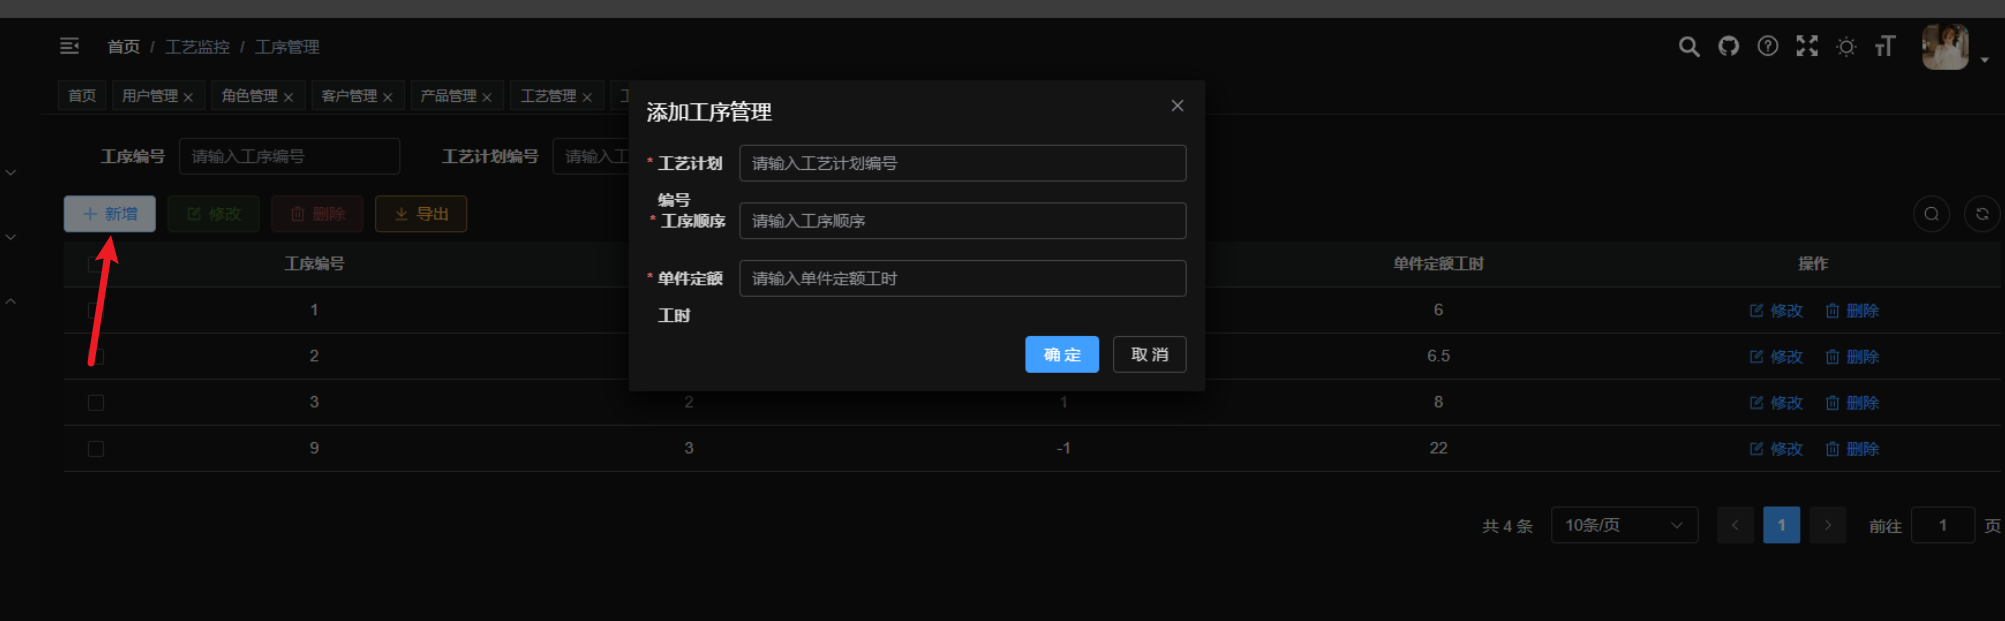 首页 / 工艺监控 / 工序管理
首页 用户管理 × 角色管理 × 客户管理 × 产品管理 × 工艺管理 ×
工序编号 请输入工序编号 工艺计划编号 请输入工
+ 新增 修改 删除 导出
添加工序管理 ×
* 工艺计划编号 请输入工艺计划编号
* 工序顺序 请输入工序顺序
* 单件定额工时 请输入单件定额工时
确 定 取 消
工序编号 单件定额工时 操作
1 6 修改 删除
2 6.5 修改 删除
3 2 1 8 修改 删除
9 3 -1 22 修改 删除
共 4 条 10条/页 < 1 > 前往 1 页